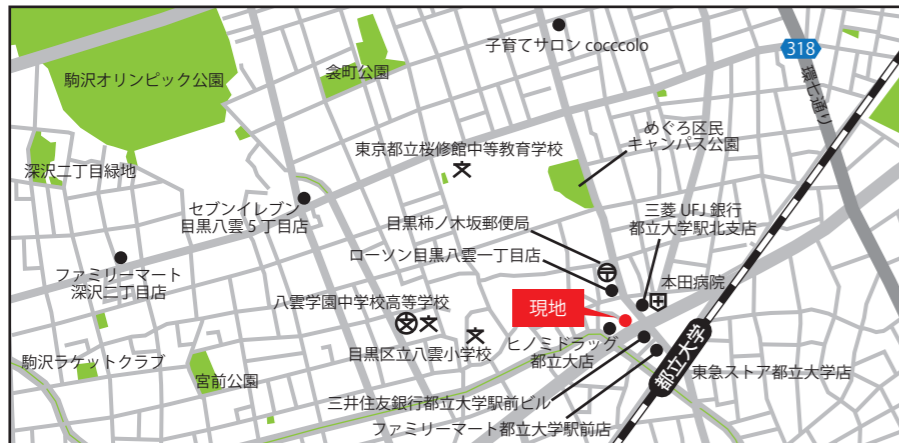 子育てサロン cocccolo
318
環七通り
駒沢オリンピック公園
衾町公園
めぐろ区民
キャンパス公園
東京都立桜修館中等教育学校
深沢二丁目緑地
セブンイレブン
目黒八雲5丁目店
目黒柿ノ木坂郵便局
三菱 UFJ 銀行
都立大学駅北支店
ローソン目黒八雲一丁目店
ファミリーマート
深沢二丁目店
本田病院
八雲学園中学校高等学校
現地
目黒区立八雲小学校
ヒノミドラッグ
都立大店
都立大学
駒沢ラケットクラブ
宮前公園
東急ストア都立大学店
三井住友銀行都立大学駅前ビル
ファミリーマート都立大学駅前店